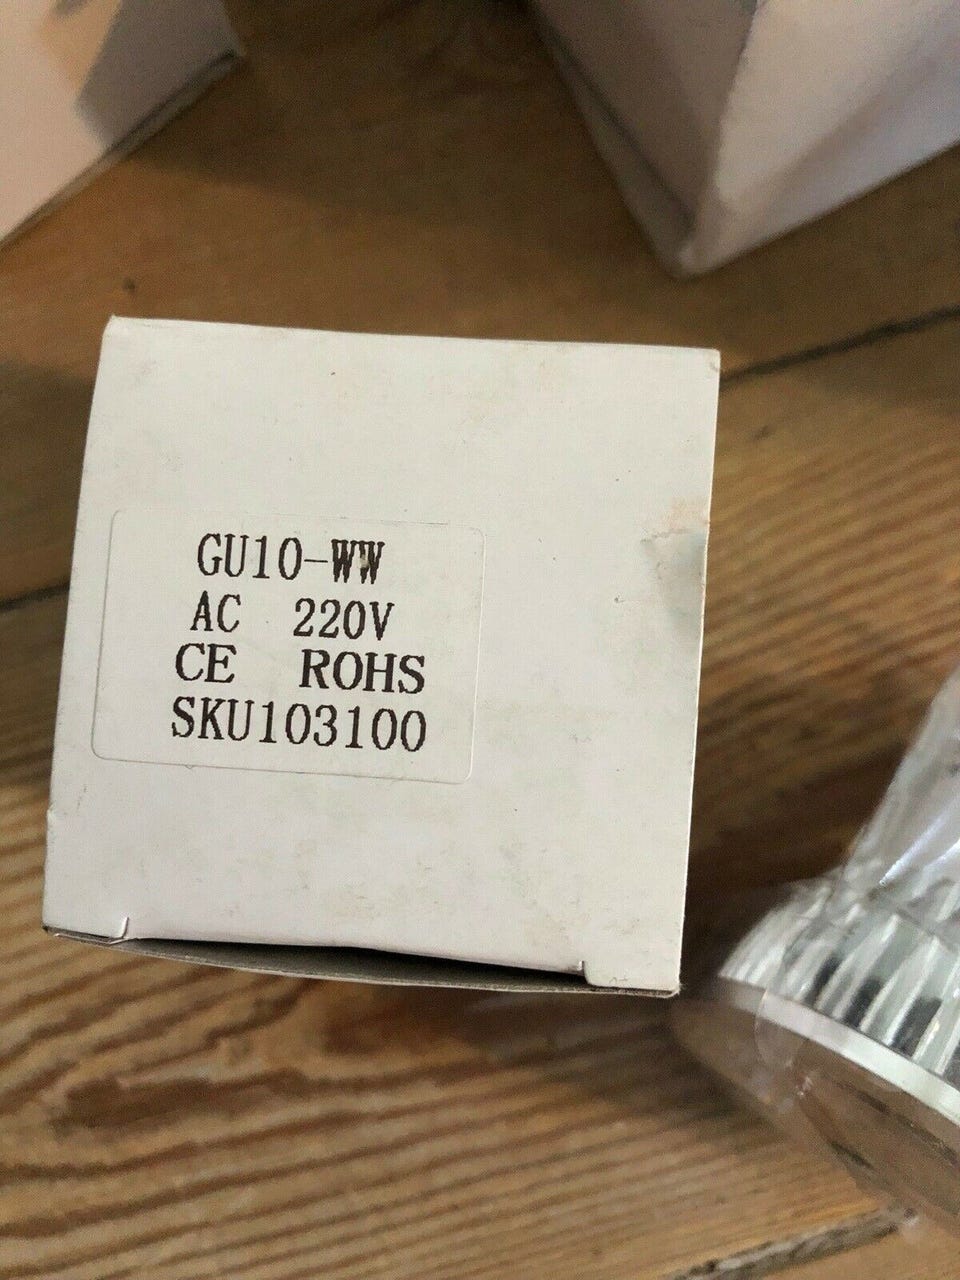 GU10-WW
AC 220V
CE ROHS
SKU103100